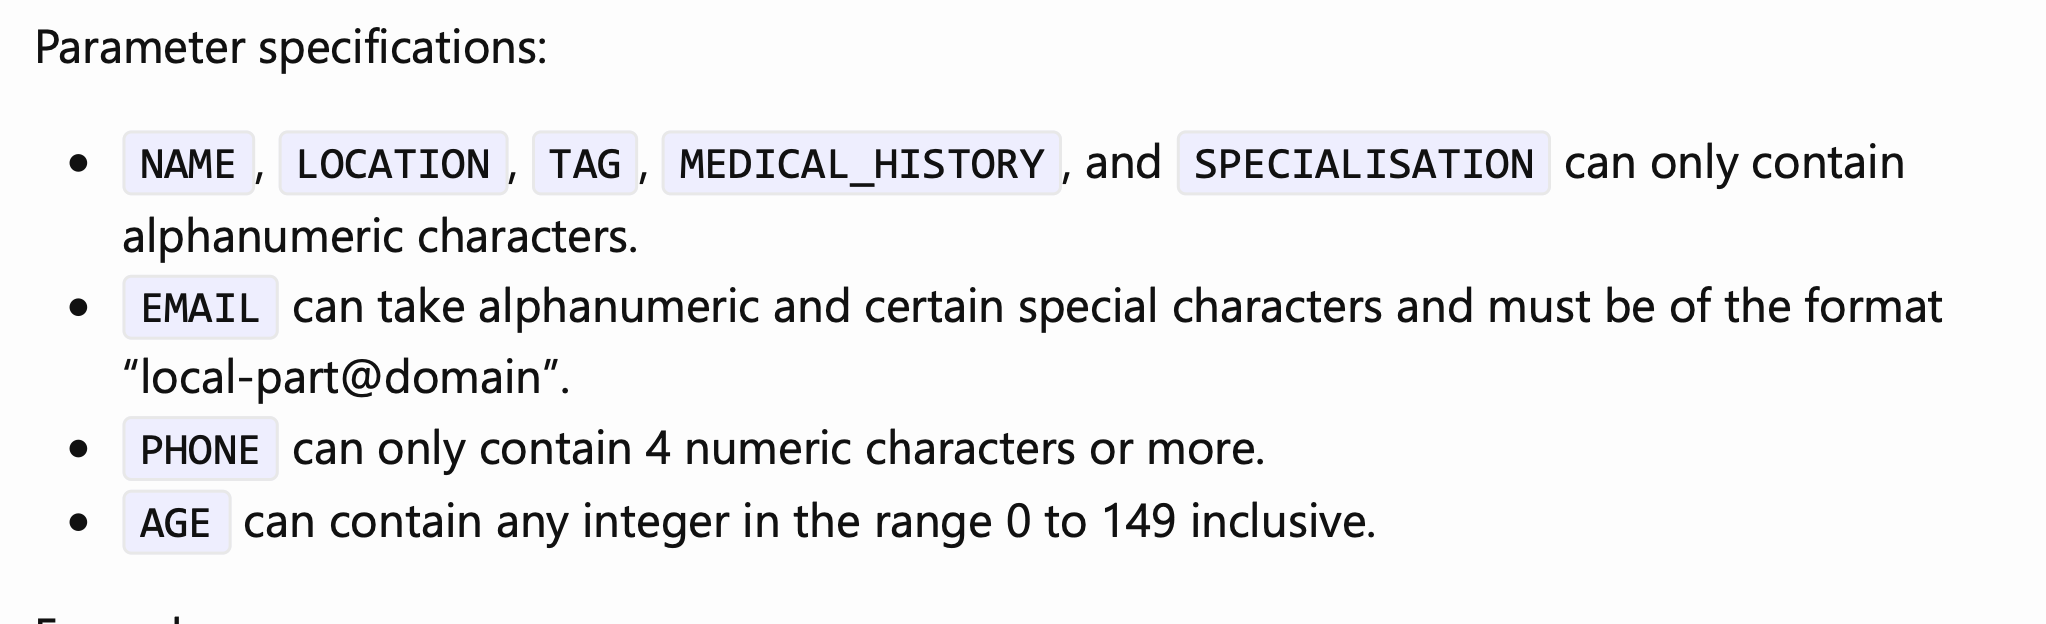 Parameter specifications:
• NAME, LOCATION, TAG, MEDICAL_HISTORY, and SPECIALISATION can only contain
alphanumeric characters.
• EMAIL can take alphanumeric and certain special characters and must be of the format
“local-part@domain”.
• PHONE can only contain 4 numeric characters or more.
• AGE can contain any integer in the range 0 to 149 inclusive.